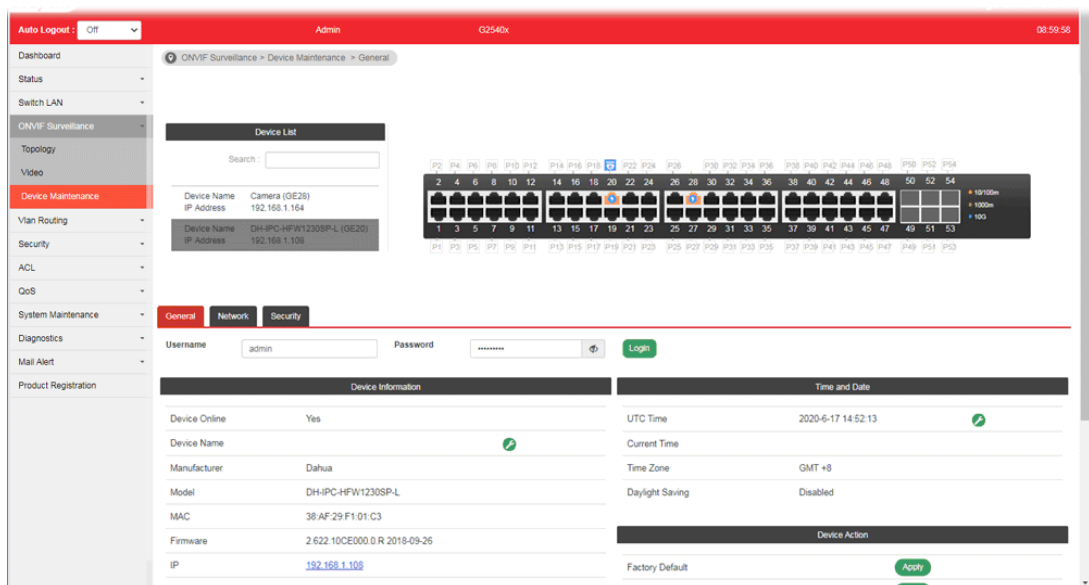 Auto Logout : Off Admin G2540x 08:59:58
Dashboard
Status
Switch LAN
ONVIF Surveillance
Topology
Video
Device Maintenance
Vlan Routing
Security
ACL
QoS
System Maintenance
Diagnostics
Mail Alert
Product Registration
ONVIF Surveillance > Device Maintenance > General
Device List
Search :
Device Name Camera (GE28)
IP Address 192.168.1.164
Device Name DH-IPC-HFW1230SP-L (GE20)
IP Address 192.168.1.108
P2 P4 P6 P8 P10 P12 P14 P16 P18 P22 P24 P26 P30 P32 P34 P36 P38 P40 P42 P44 P46 P48 P50 P52 P54
2 4 6 8 10 12 14 16 18 20 22 24 26 28 30 32 34 36 38 40 42 44 46 48 50 52 54
10/100m
1000m
10G
1 3 5 7 9 11 13 15 17 19 21 23 25 27 29 31 33 35 37 39 41 43 45 47 49 51 53
P1 P3 P5 P7 P9 P11 P13 P15 P17 P19 P21 P23 P25 P27 P29 P31 P33 P35 P37 P39 P41 P43 P45 P47 P49 P51 P53
General Network Security
Username admin Password ••••••••• Login
Device Information
Device Online Yes
Device Name
Manufacturer Dahua
Model DH-IPC-HFW1230SP-L
MAC 38:AF:29:F1:01:C3
Firmware 2.622.10CE000.0.R 2018-09-26
IP 192.168.1.108
Time and Date
UTC Time 2020-6-17 14:52:13
Current Time
Time Zone GMT +8
Daylight Saving Disabled
Device Action
Factory Default Apply